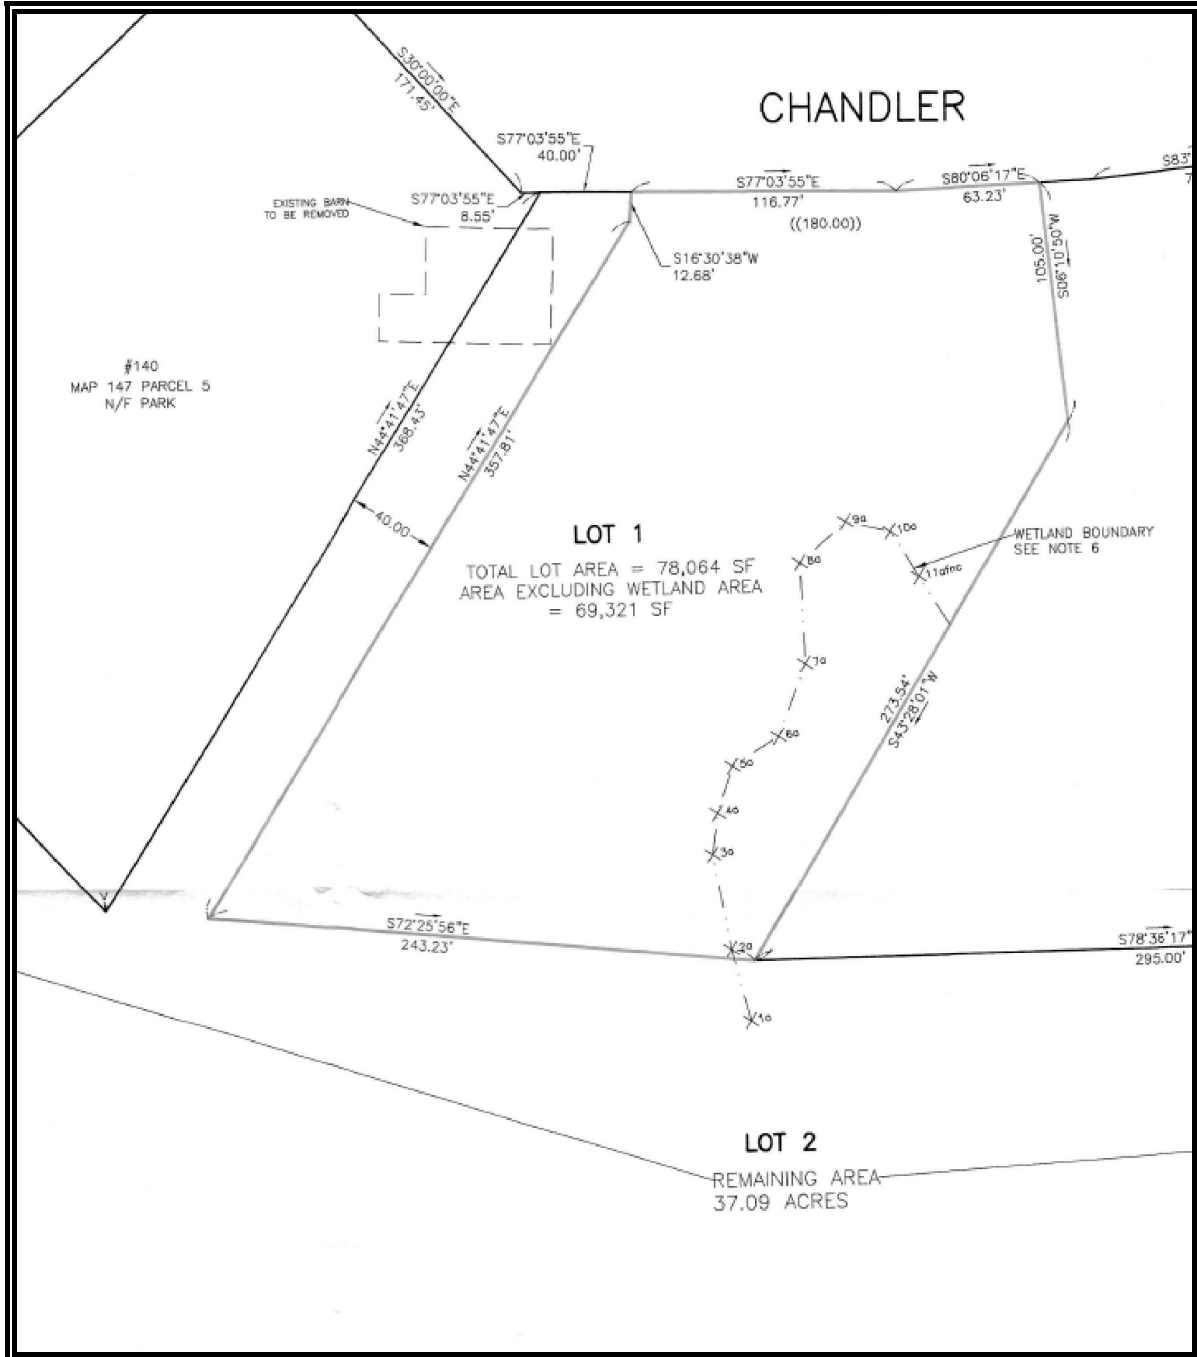 S30°00'00"E
171.45'
CHANDLER
S77°03'55"E
40.00'
S77°03'55"E
8.55'
S77°03'55"E
116.77'
((180.00))
S80°06'17"E
63.23'
S83°
7
EXISTING BARN
TO BE REMOVED
S16°30'38"W
12.68'
105.00'
S06°10'50"W
#140
MAP 147 PARCEL 5
N/F PARK
N44°41'47"E
368.43'
N44°41'47"E
357.81'
40.00
LOT 1
TOTAL LOT AREA = 78,064 SF
AREA EXCLUDING WETLAND AREA
= 69,321 SF
9a
10a
8a
11afnc
WETLAND BOUNDARY
SEE NOTE 6
7a
273.54'
S43°28'01"W
6a
5a
4a
3a
S72°25'56"E
243.23'
2a
S78°36'17"
295.00'
1a
LOT 2
REMAINING AREA
37.09 ACRES